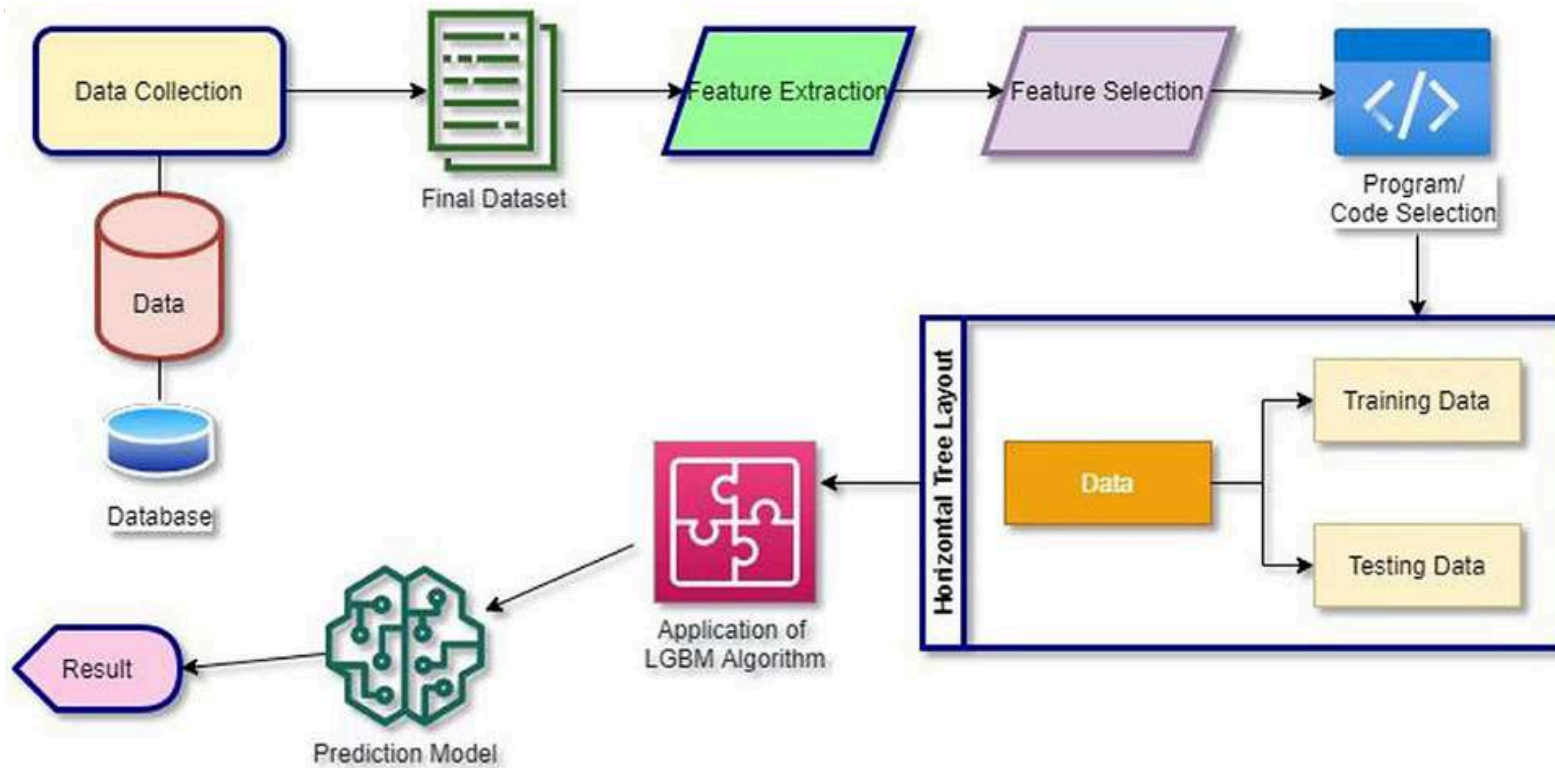 Data Collection
Final Dataset
Feature Extraction
Feature Selection
Program/
Code Selection
Data
Database
Horizontal Tree Layout
Data
Training Data
Testing Data
Application of
LGBM Algorithm
Prediction Model
Result